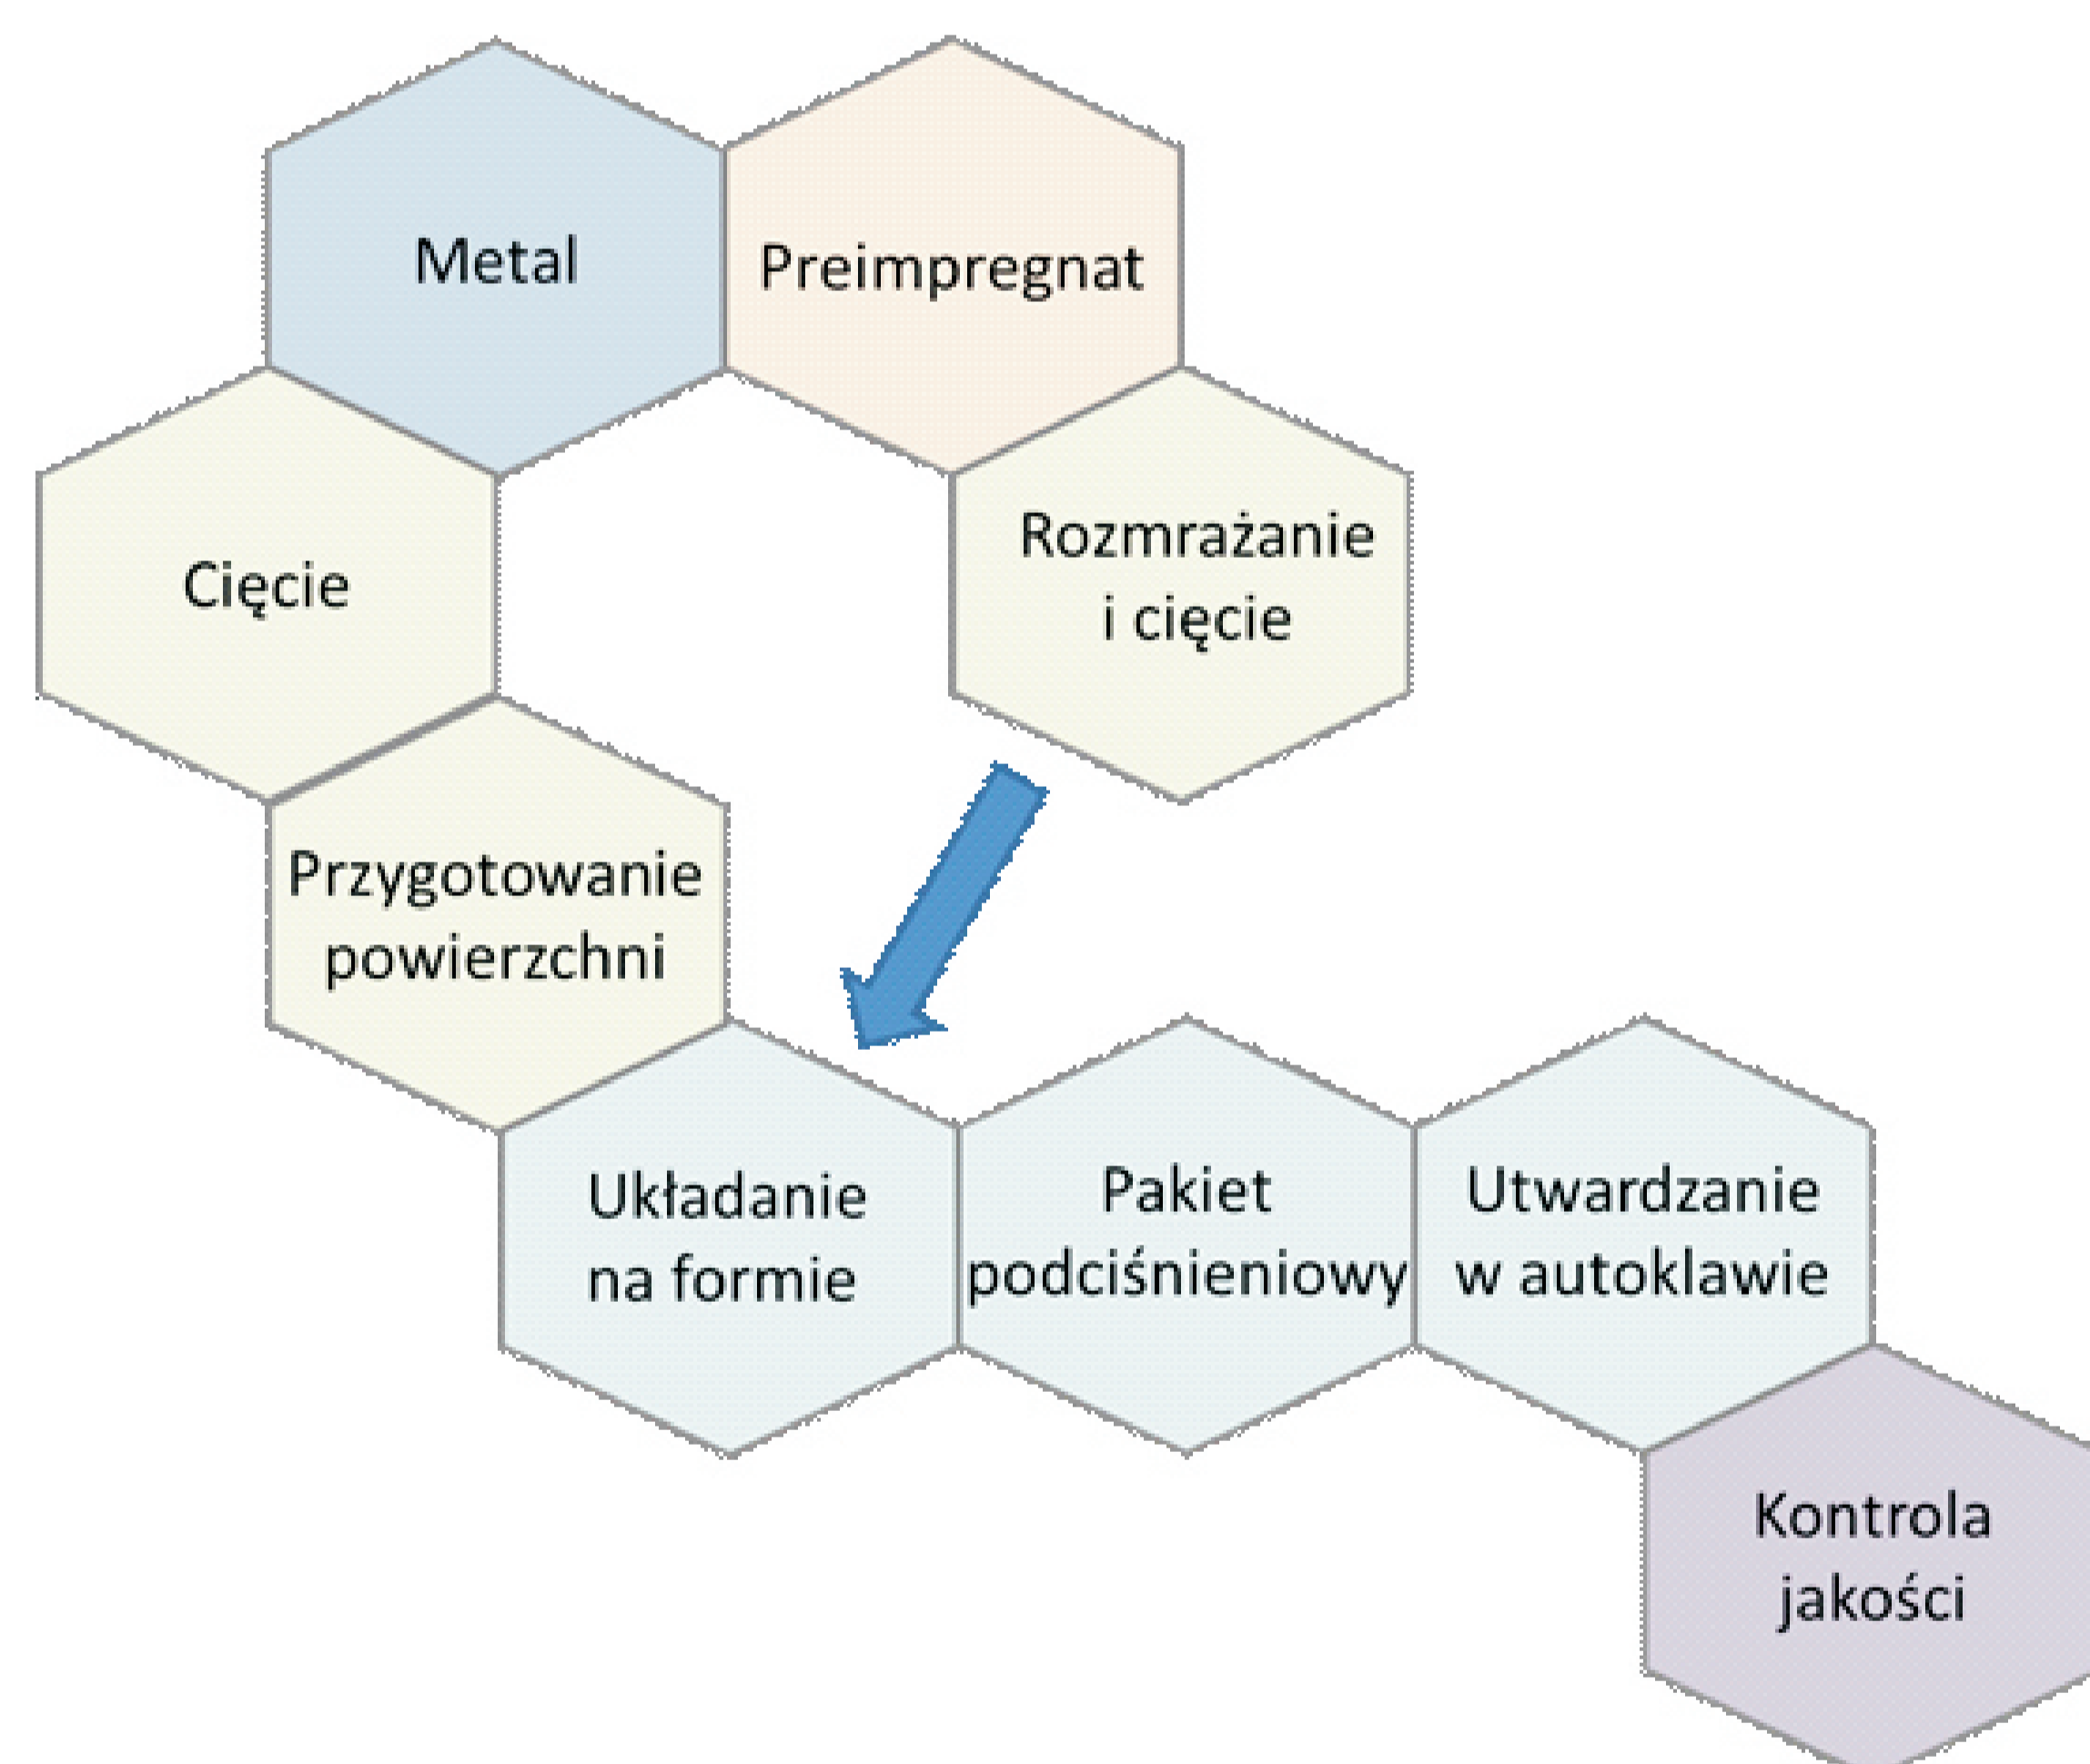 Metal
Preimpregnat
Cięcie
Rozmrażanie
i cięcie
Przygotowanie
powierzchni
Układanie
na formie
Pakiet
podciśnieniowy
Utwardzanie
w autoklawie
Kontrola
jakości